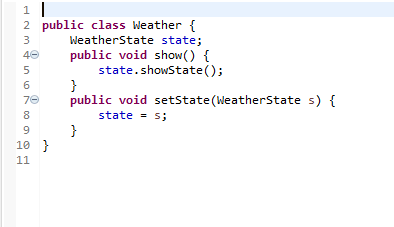 1
2 public class Weather {
3     WeatherState state;
4     public void show() {
5         state.showState();
6     }
7     public void setState(WeatherState s) {
8         state = s;
9     }
10 }
11